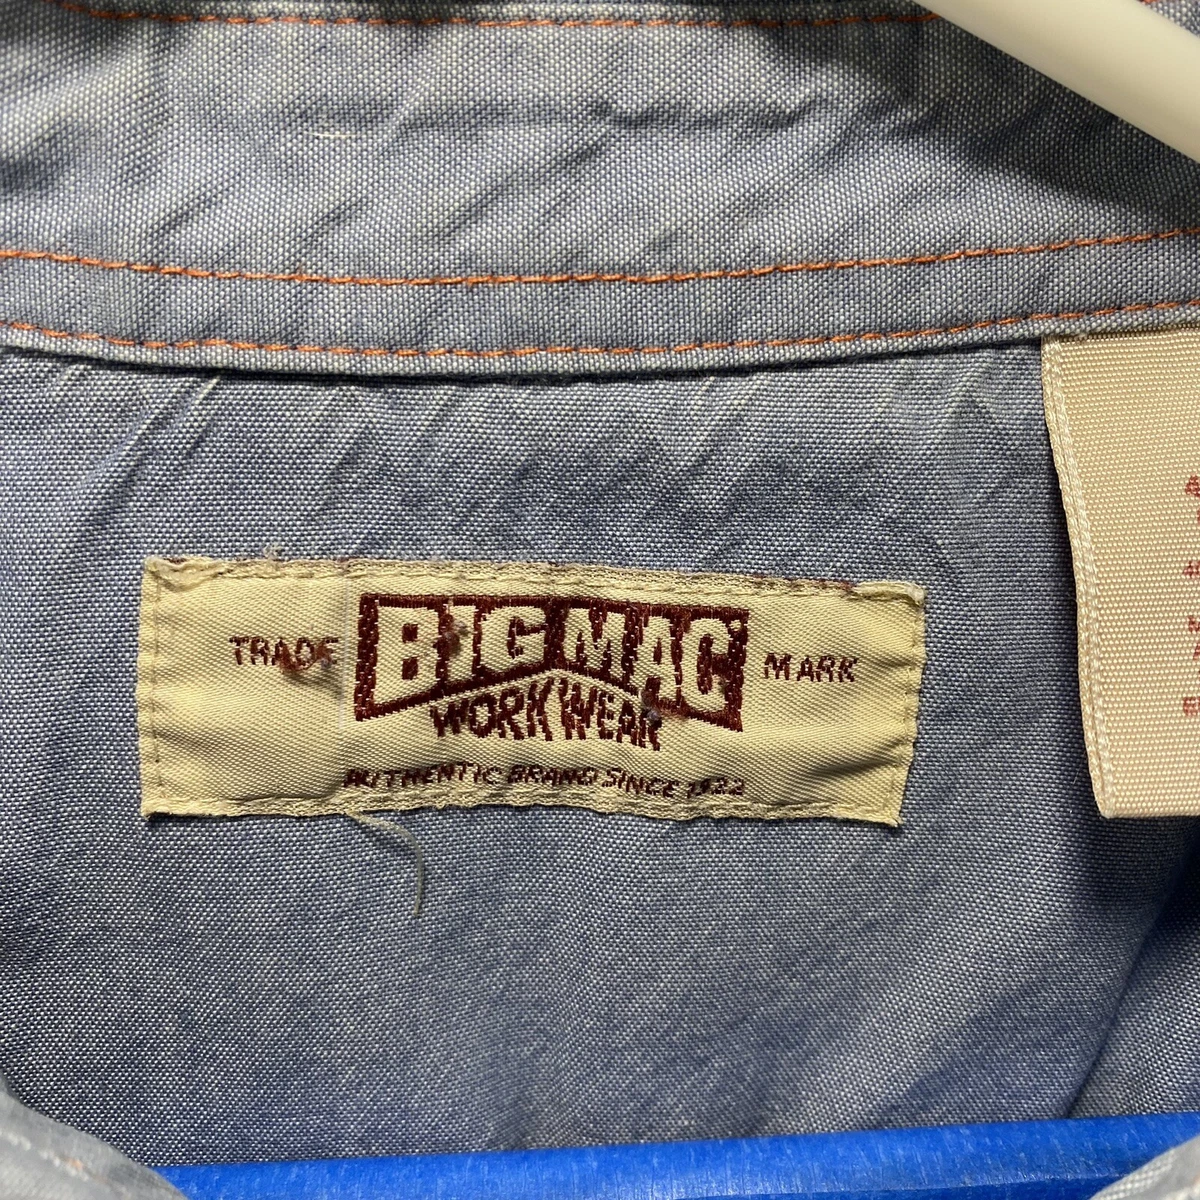 TRADE BIG MAC MARK
WORK WEAR
AUTHENTIC BRAND SINCE 1922